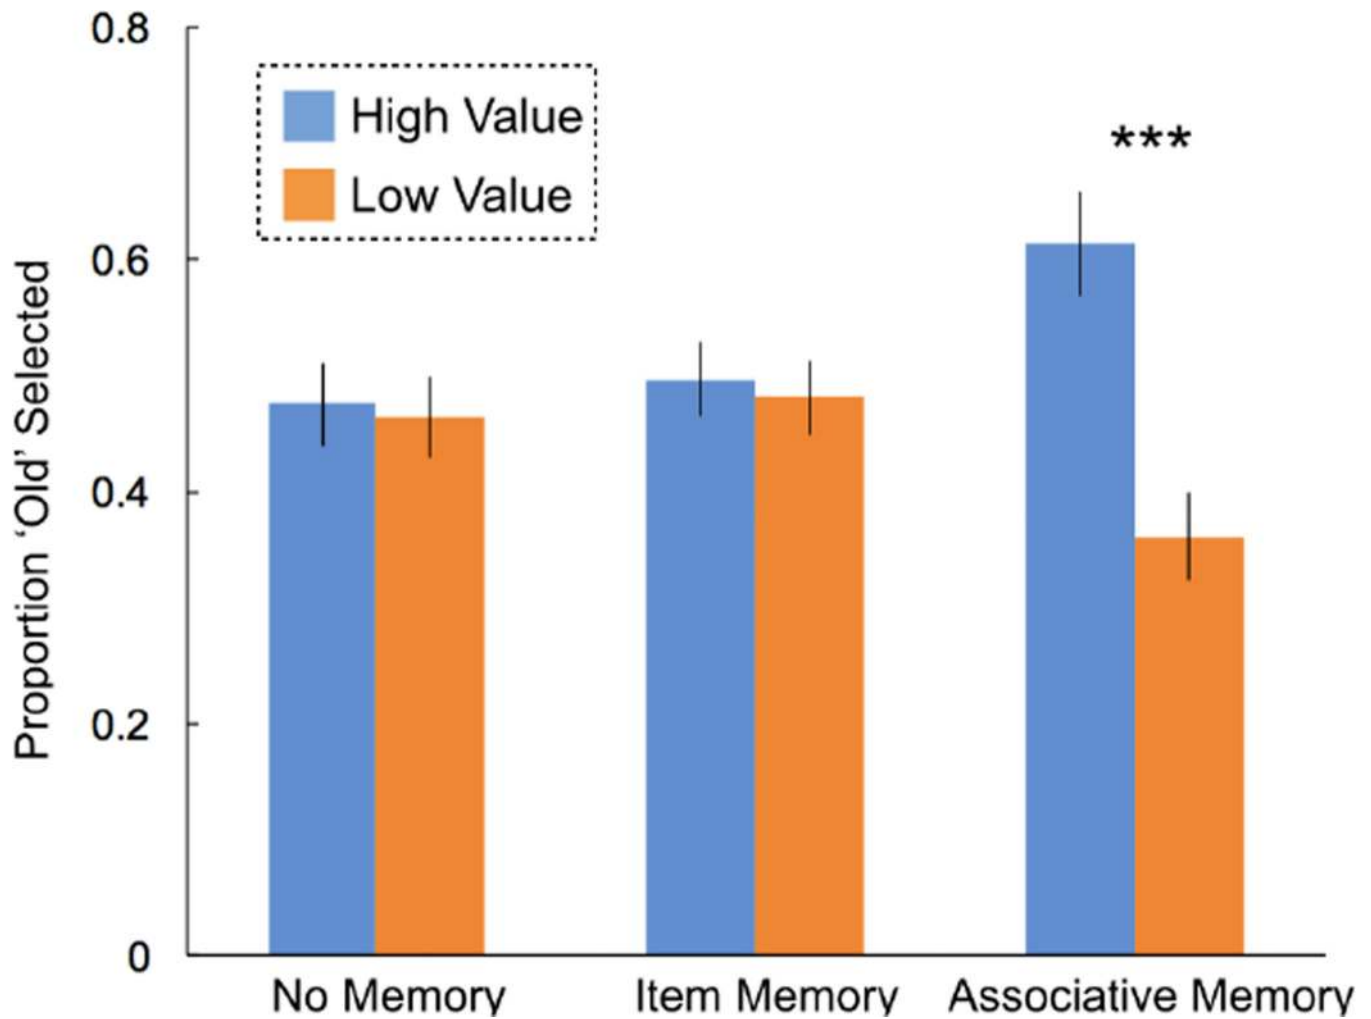 0.8
High Value
Low Value
***
0.6
0.4
0.2
0
Proportion ‘Old’ Selected
No Memory
Item Memory
Associative Memory